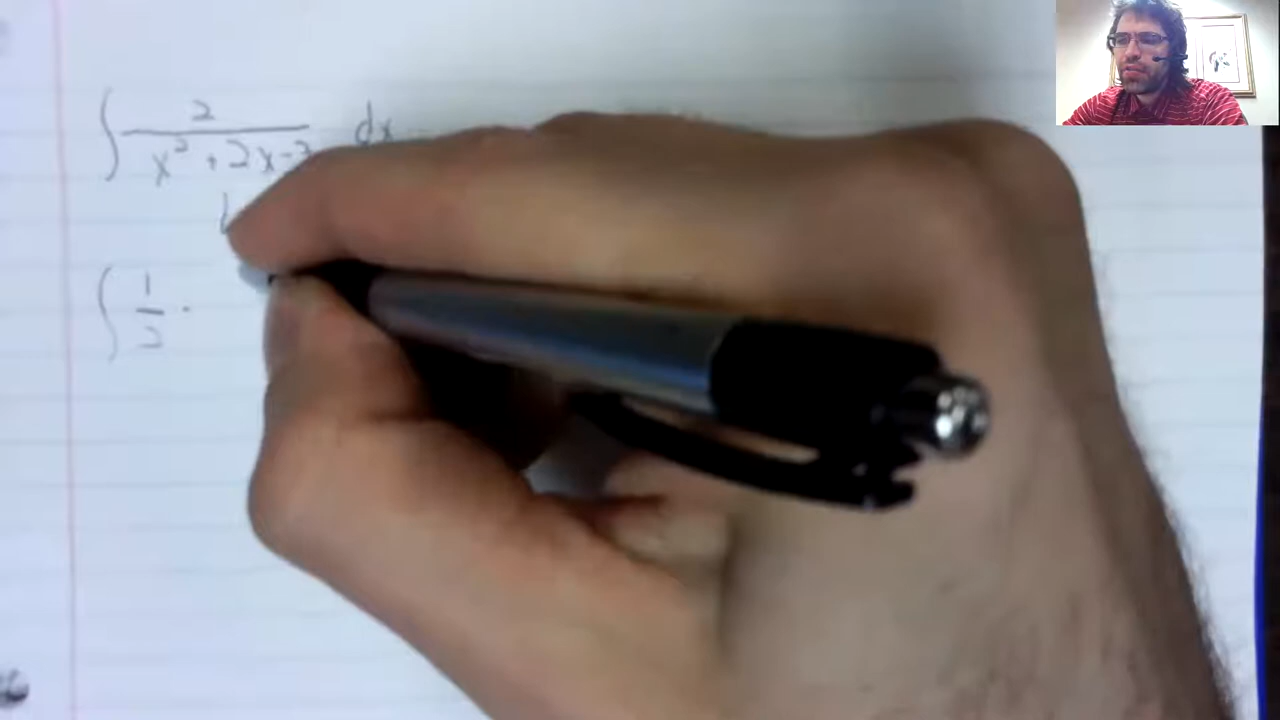 ∫ 2 / (x² + 2x - 3) dx
∫ 1/2 ·